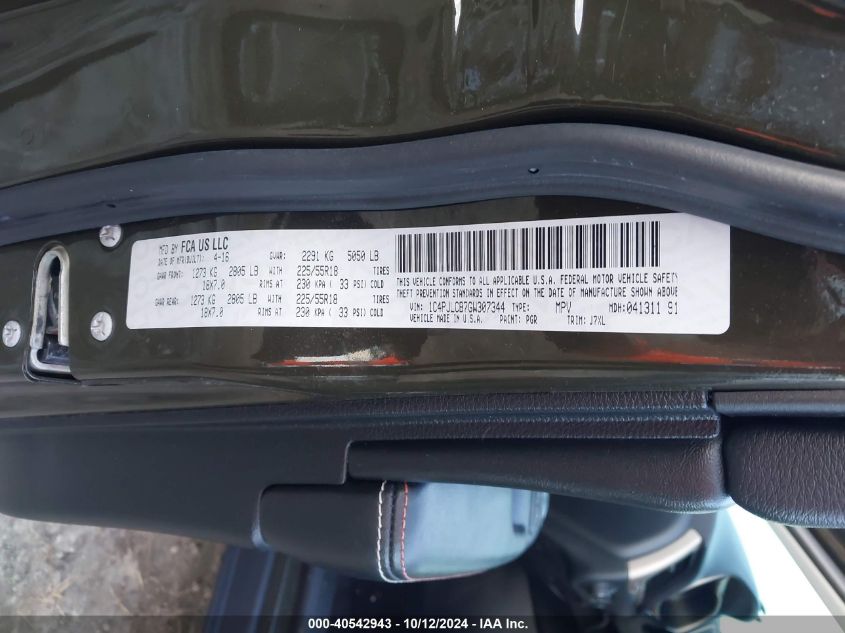 MFD BY FCA US LLC
DATE OF MFR(DU/LT): 4-16 GVWR: 2291 KG 5050 LB
GAWR FRONT: 1273 KG 2805 LB WITH 225/55R18 TIRES
18X7.0 RIMS AT 230 KPA ( 33 PSI) COLD
GAWR REAR: 1273 KG 2805 LB WITH 225/55R18 TIRES
18X7.0 RIMS AT 230 KPA ( 33 PSI) COLD
THIS VEHICLE CONFORMS TO ALL APPLICABLE U.S.A. FEDERAL MOTOR VEHICLE SAFETY
THEFT PREVENTION STANDARDS IN EFFECT ON THE DATE OF MANUFACTURE SHOWN ABOVE
VIN: 1C4PJLCB7GW307344 TYPE: MPV MDH: 041311 91
VEHICLE MADE IN U.S.A. PAINT: PGR TRIM: J7XL
000-40542943 - 10/12/2024 - IAA Inc.